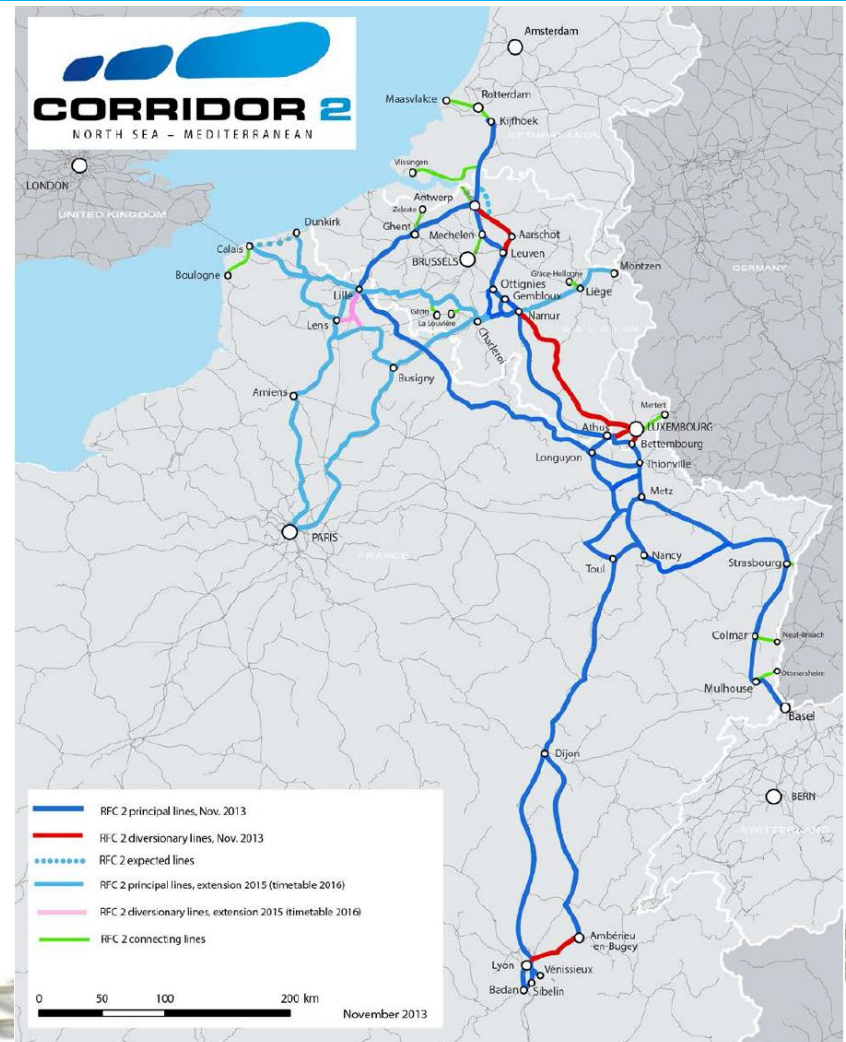 CORRIDOR 2
NORTH SEA – MEDITERRANEAN
Amsterdam
Maasvlakte
Rotterdam
Kijfhoek
NETHERLANDS
LONDON
UNITED KINGDOM
Vlissingen
Antwerp
Zelzate
Dunkirk
Ghent
Mechelen
Aarschot
Calais
BRUSSELS
Leuven
Boulogne
Grâce-Hollogne
Montzen
GERMANY
Lille
Ottignies
Liège
Gembloux
Lens
La Louvière
Namur
BELGIUM
Charleroi
Busigny
Amiens
Mertert
Athus
LUXEMBOURG
Bettembourg
Longuyon
Thionville
Metz
PARIS
FRANCE
Toul
Nancy
Strasbourg
Colmar
Neuf-Brisach
Ottmarsheim
Mulhouse
Basel
Dijon
BERN
SWITZERLAND
RFC 2 principal lines, Nov. 2013
RFC 2 diversionary lines, Nov. 2013
RFC 2 expected lines
RFC 2 principal lines, extension 2015 (timetable 2016)
RFC 2 diversionary lines, extension 2015 (timetable 2016)
RFC 2 connecting lines
Ambérieu
-en-Bugey
Lyon
Vénissieux
Badan
Sibelin
0 50 100 200 km
November 2013